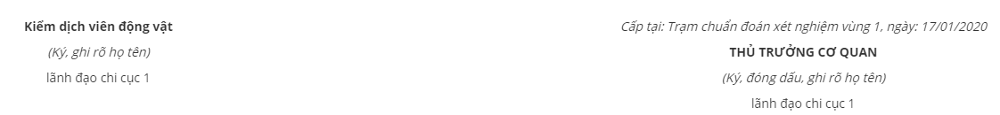 Kiểm dịch viên động vật
(Ký, ghi rõ họ tên)
lãnh đạo chi cục 1
Cấp tại: Trạm chuẩn đoán xét nghiệm vùng 1, ngày: 17/01/2020
THỦ TRƯỞNG CƠ QUAN
(Ký, đóng dấu, ghi rõ họ tên)
lãnh đạo chi cục 1